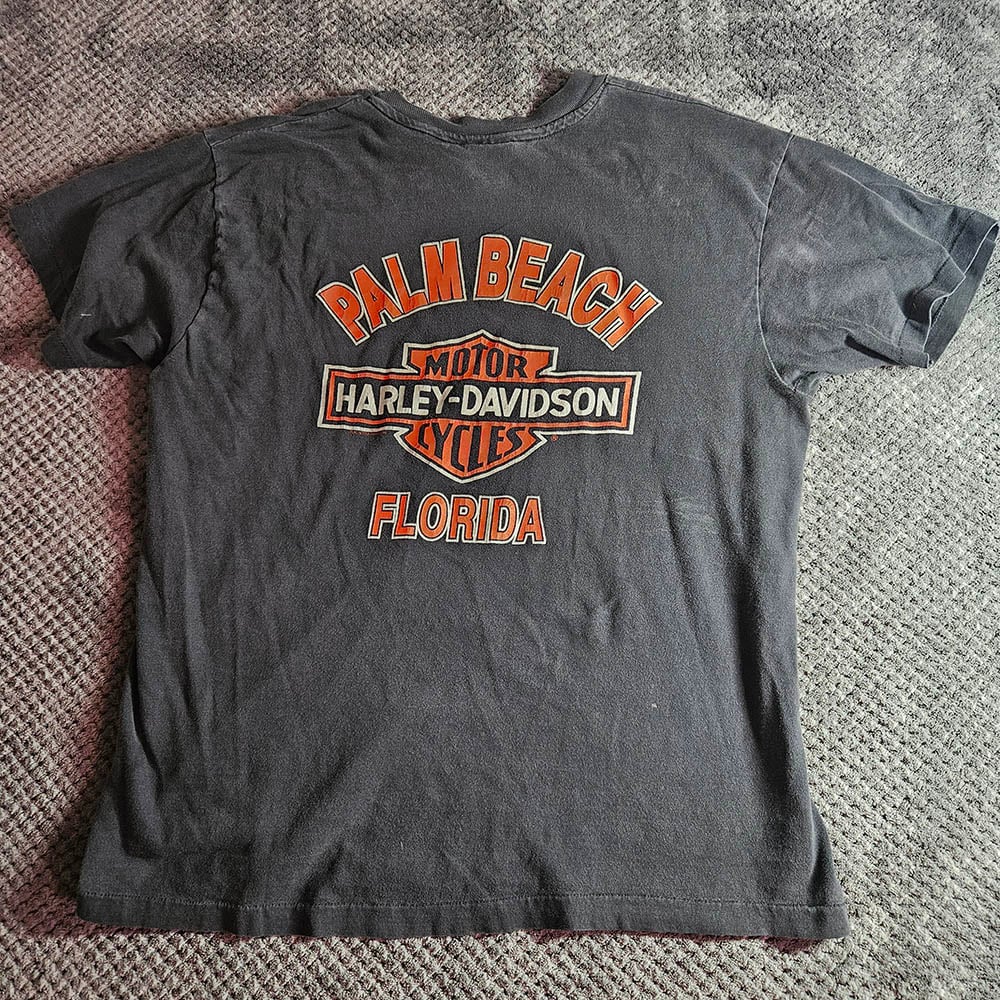 PALM BEACH
MOTOR
HARLEY-DAVIDSON
CYCLES
®
FLORIDA